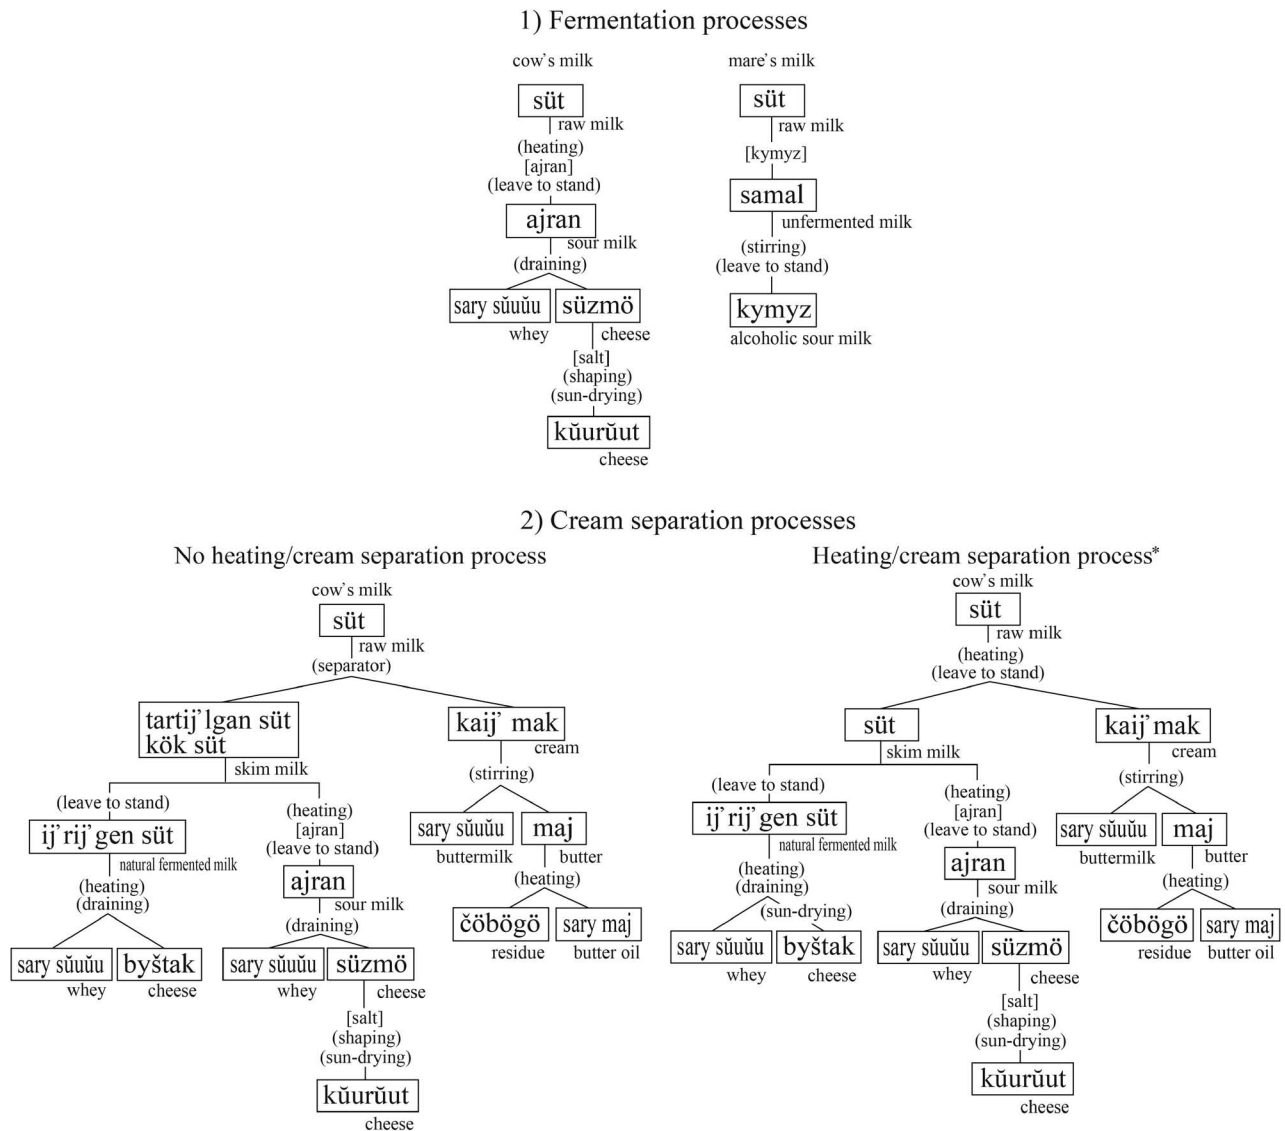 1) Fermentation processes
cow's milk
süt
raw milk
(heating)
[ajran]
(leave to stand)
ajran
sour milk
(draining)
sary sŭuŭu
whey
süzmö
cheese
[salt]
(shaping)
(sun-drying)
kŭurŭut
cheese
mare's milk
süt
raw milk
[kymyz]
samal
unfermented milk
(stirring)
(leave to stand)
kymyz
alcoholic sour milk
2) Cream separation processes
No heating/cream separation process
cow's milk
süt
raw milk
(separator)
tartij'lgan süt
kök süt
skim milk
(leave to stand)
ij'rij'gen süt
natural fermented milk
(heating)
(draining)
sary sŭuŭu
whey
byštak
cheese
(heating)
[ajran]
(leave to stand)
ajran
sour milk
(draining)
sary sŭuŭu
whey
süzmö
cheese
[salt]
(shaping)
(sun-drying)
kŭurŭut
cheese
kaij' mak
cream
(stirring)
sary sŭuŭu
buttermilk
maj
butter
(heating)
čöbögö
residue
sary maj
butter oil
Heating/cream separation process*
cow's milk
süt
raw milk
(heating)
(leave to stand)
süt
skim milk
(leave to stand)
ij'rij'gen süt
natural fermented milk
(heating)
(draining)
(sun-drying)
sary sŭuŭu
whey
byštak
cheese
(heating)
[ajran]
(leave to stand)
ajran
sour milk
(draining)
sary sŭuŭu
whey
süzmö
cheese
[salt]
(shaping)
(sun-drying)
kŭurŭut
cheese
kaij' mak
cream
(stirring)
sary sŭuŭu
buttermilk
maj
butter
(heating)
čöbögö
residue
sary maj
butter oil